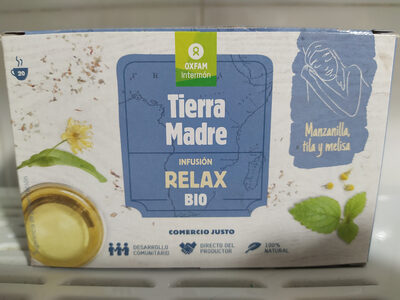 OXFAM
Intermón
20
Tierra
Madre
INFUSIÓN
RELAX
BIO
Manzanilla,
tila y melisa
COMERCIO JUSTO
DESARROLLO
COMUNITARIO
DIRECTO DEL
PRODUCTOR
100%
NATURAL